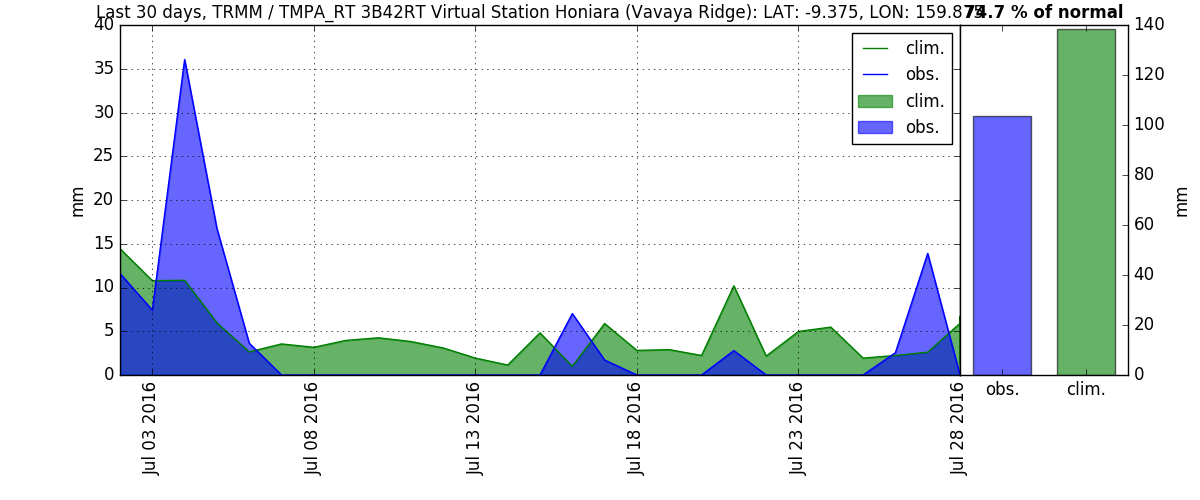 Last 30 days, TRMM / TMPA_RT 3B42RT Virtual Station Honiara (Vavaya Ridge): LAT: -9.375, LON: 159.875
74.7 % of normal
40
35
30
25
20
15
10
5
0
mm
clim.
obs.
clim.
obs.
140
120
100
80
60
40
20
0
mm
Jul 03 2016
Jul 08 2016
Jul 13 2016
Jul 18 2016
Jul 23 2016
Jul 28 2016
obs.
clim.